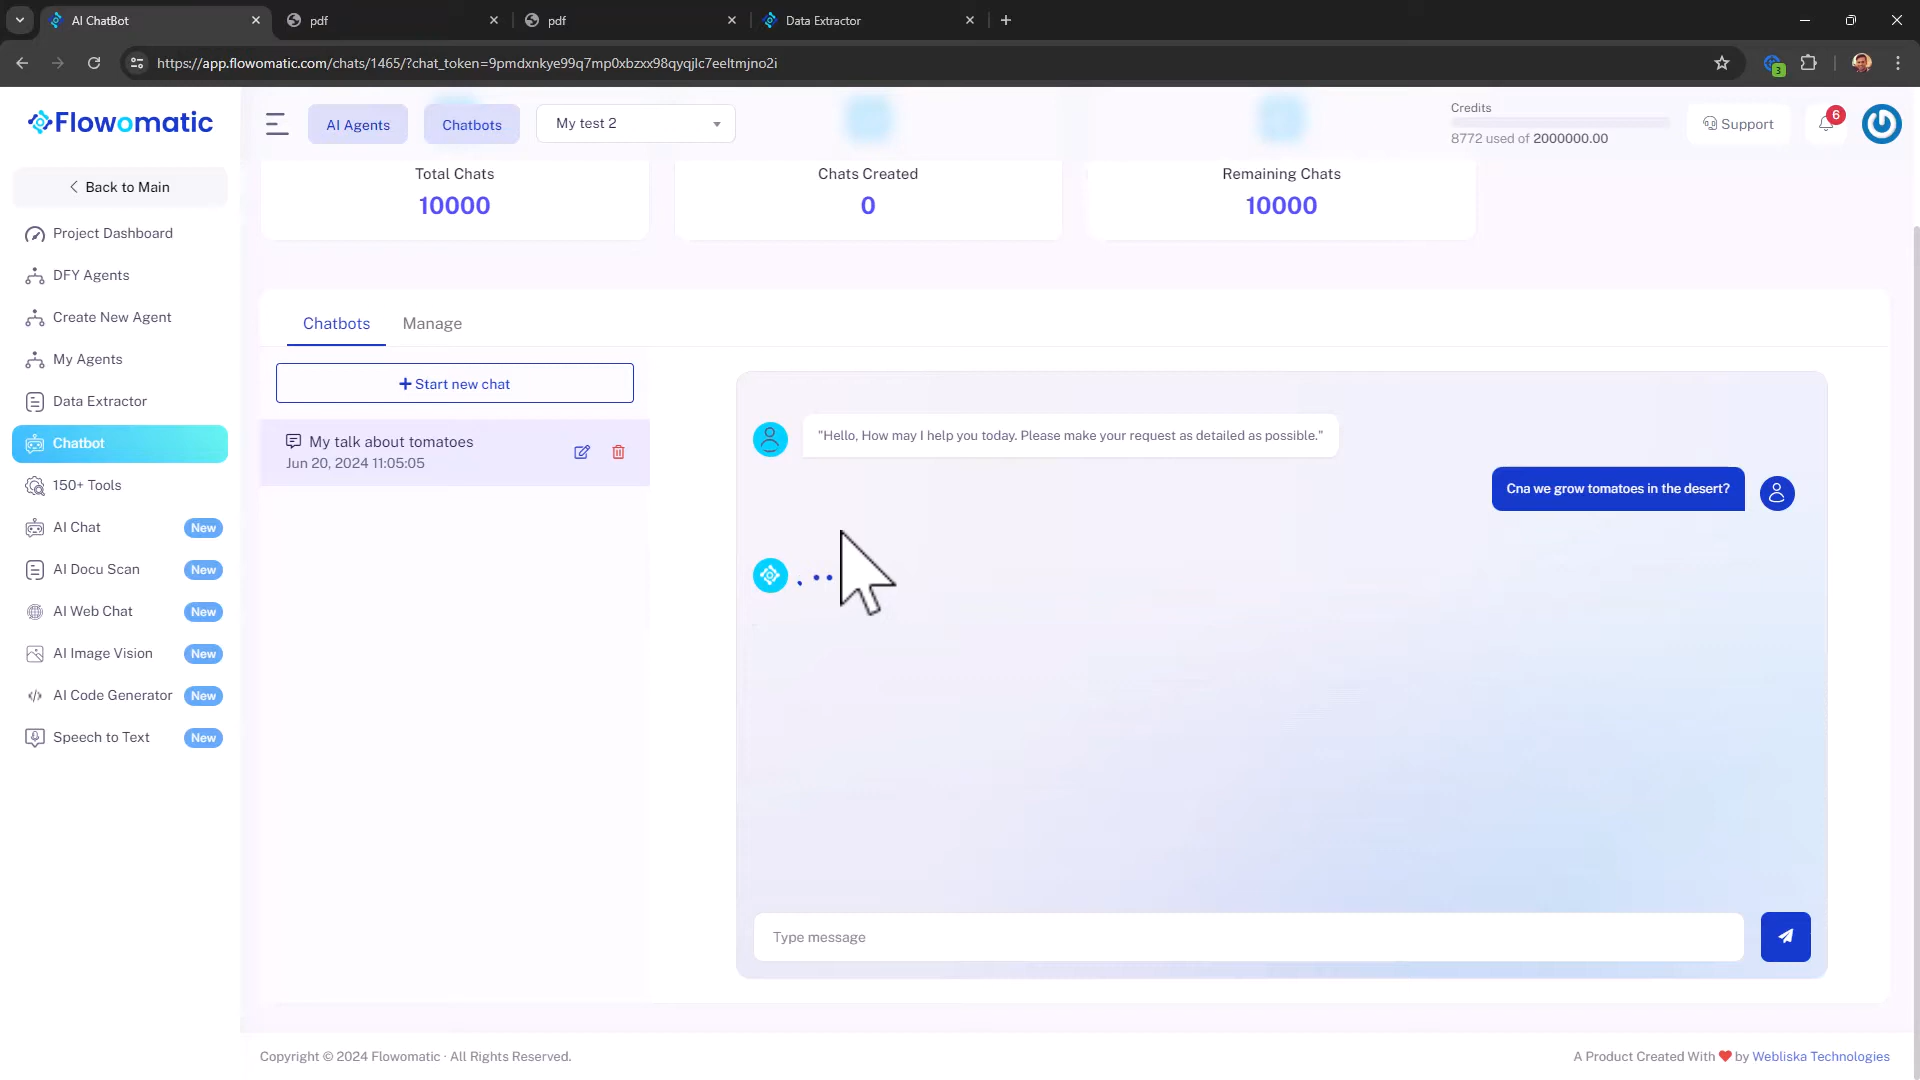 AI ChatBot
pdf
pdf
Data Extractor
https://app.flowomatic.com/chats/1465/?chat_token=9pmdxnkye99q7mp0xbzxx98qyqjlc7eeltmjno2i
3
Flowomatic
AI Agents
Chatbots
My test 2
Credits
8772 used of 2000000.00
Support
6
Back to Main
Project Dashboard
DFY Agents
Create New Agent
My Agents
Data Extractor
Chatbot
150+ Tools
AI Chat New
AI Docu Scan New
AI Web Chat New
AI Image Vision New
AI Code Generator New
Speech to Text New
Total Chats
10000
Chats Created
0
Remaining Chats
10000
Chatbots
Manage
Start new chat
My talk about tomatoes
Jun 20, 2024 11:05:05
"Hello, How may I help you today. Please make your request as detailed as possible."
Cna we grow tomatoes in the desert?
Type message
Copyright © 2024 Flowomatic · All Rights Reserved.
A Product Created With ❤ by Webliska Technologies